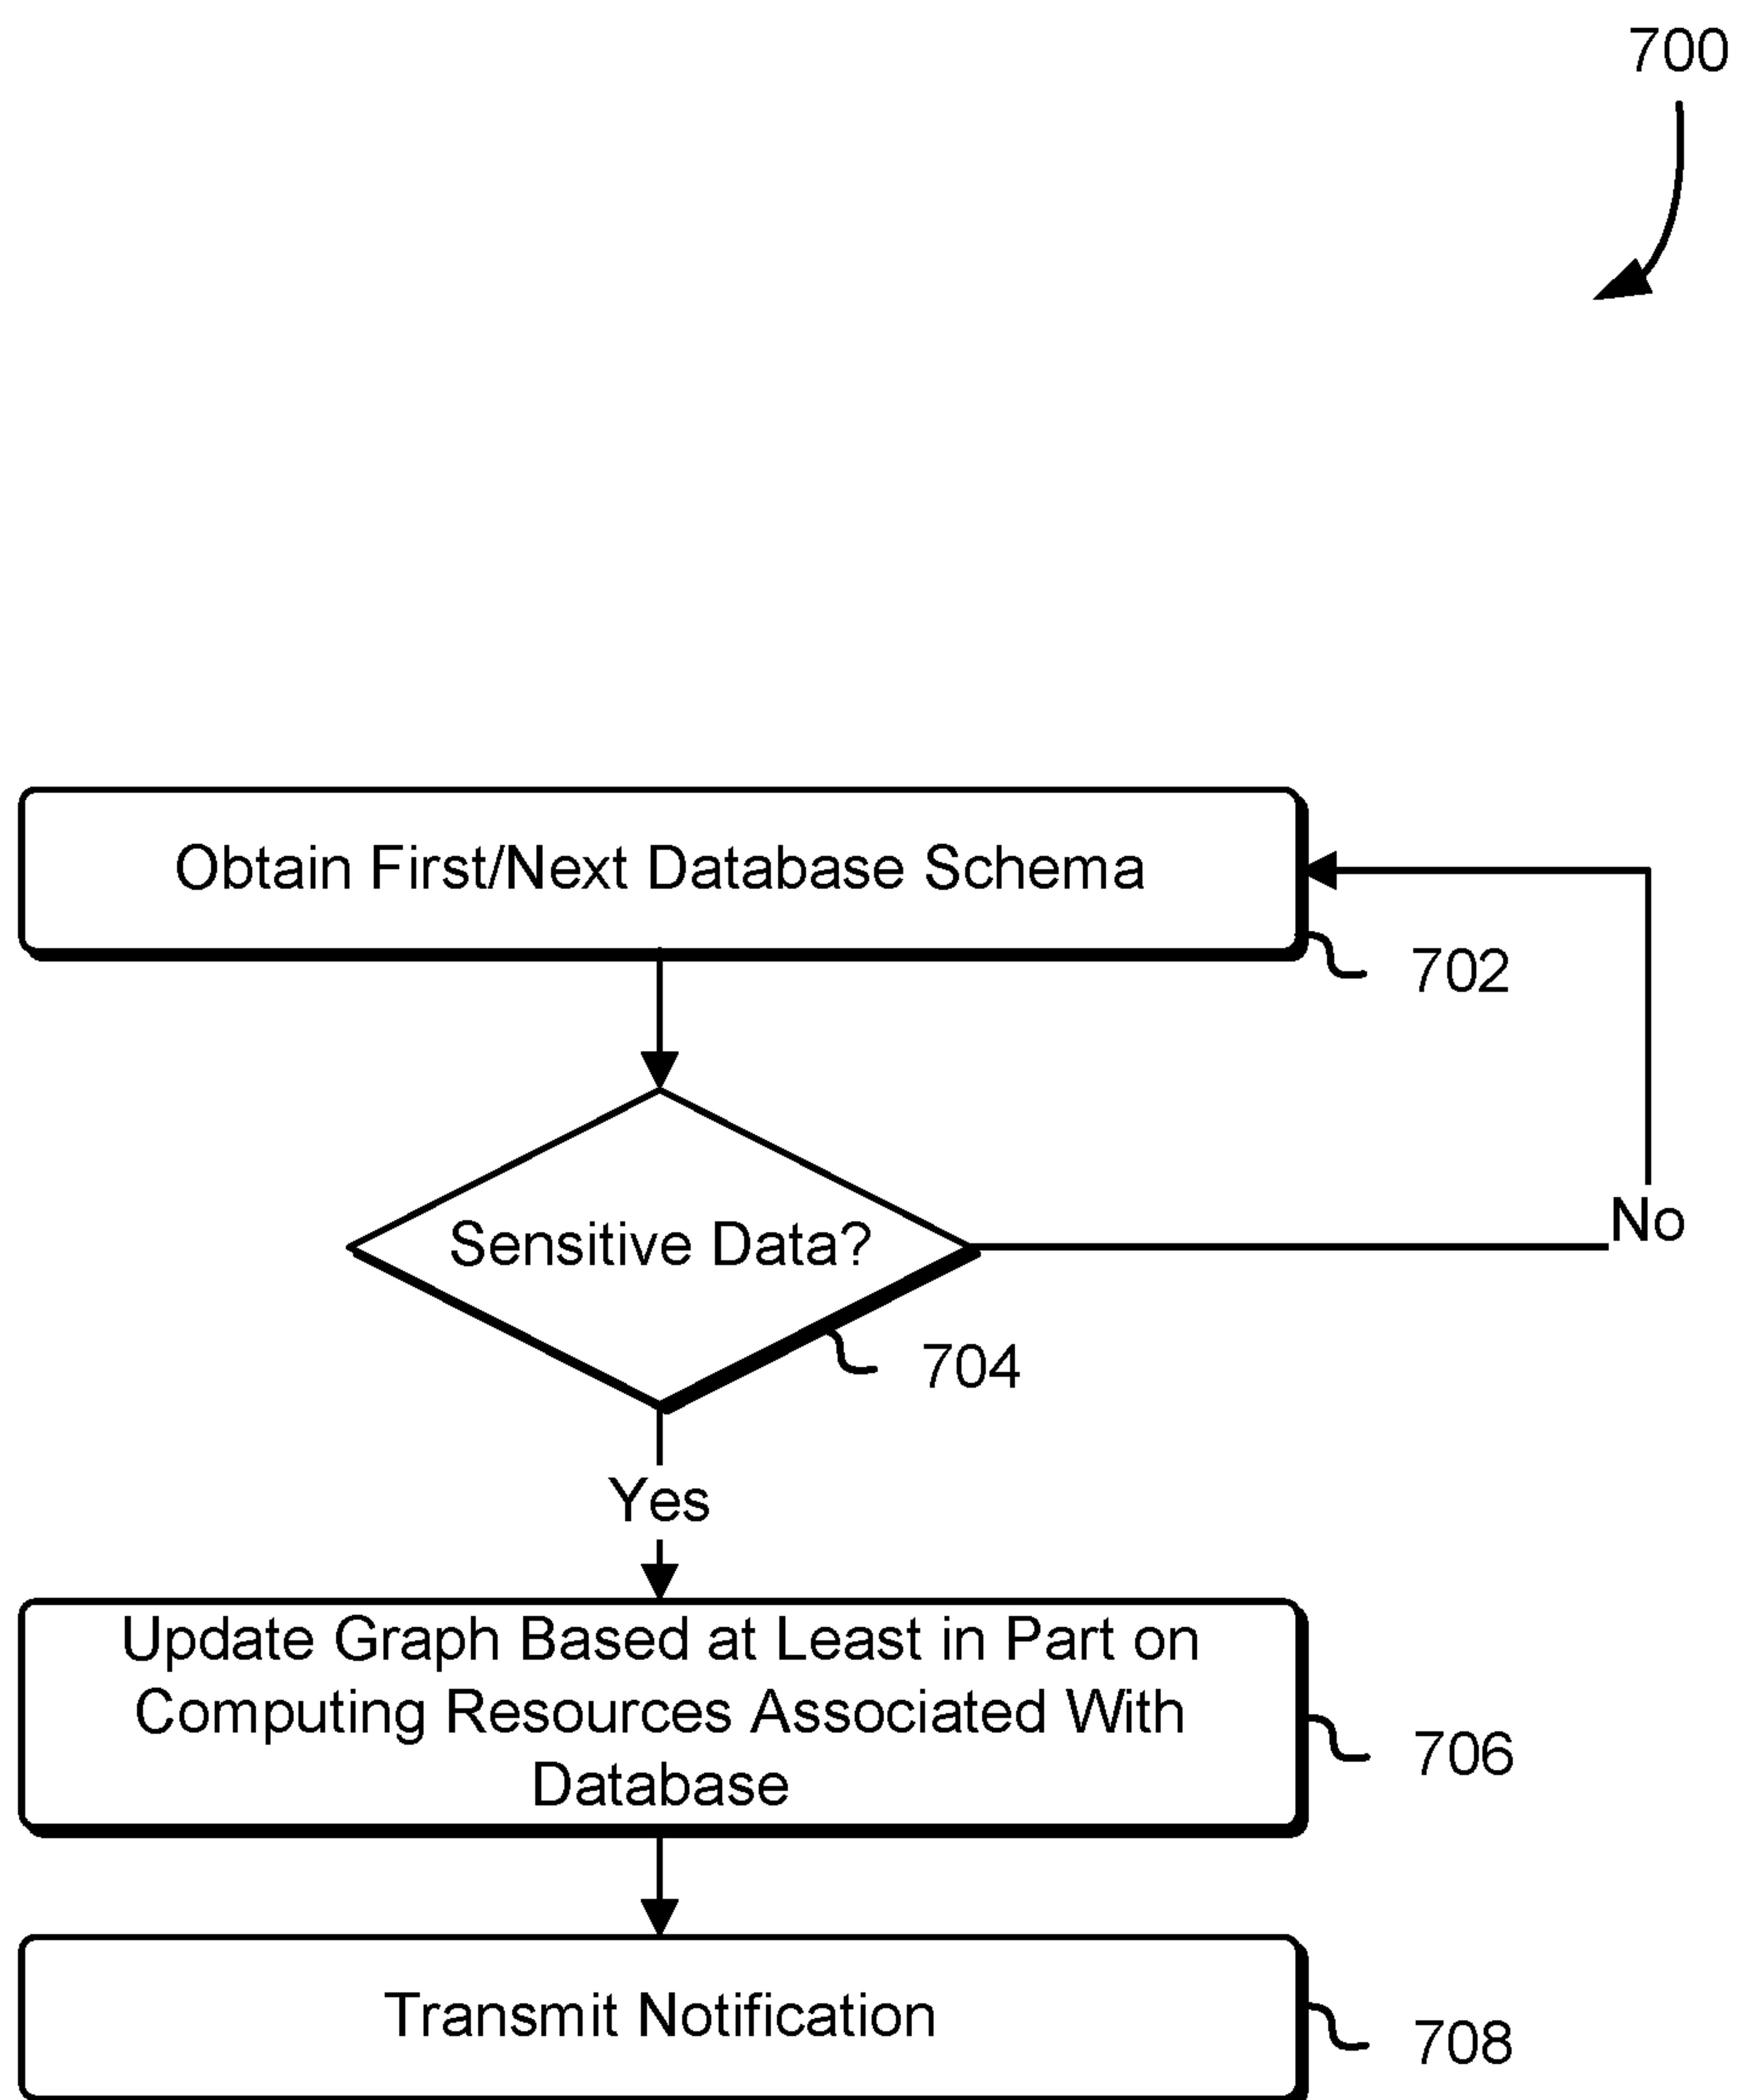 700
Obtain First/Next Database Schema
702
Sensitive Data?
No
704
Yes
Update Graph Based at Least in Part on
Computing Resources Associated With
Database
706
Transmit Notification
708